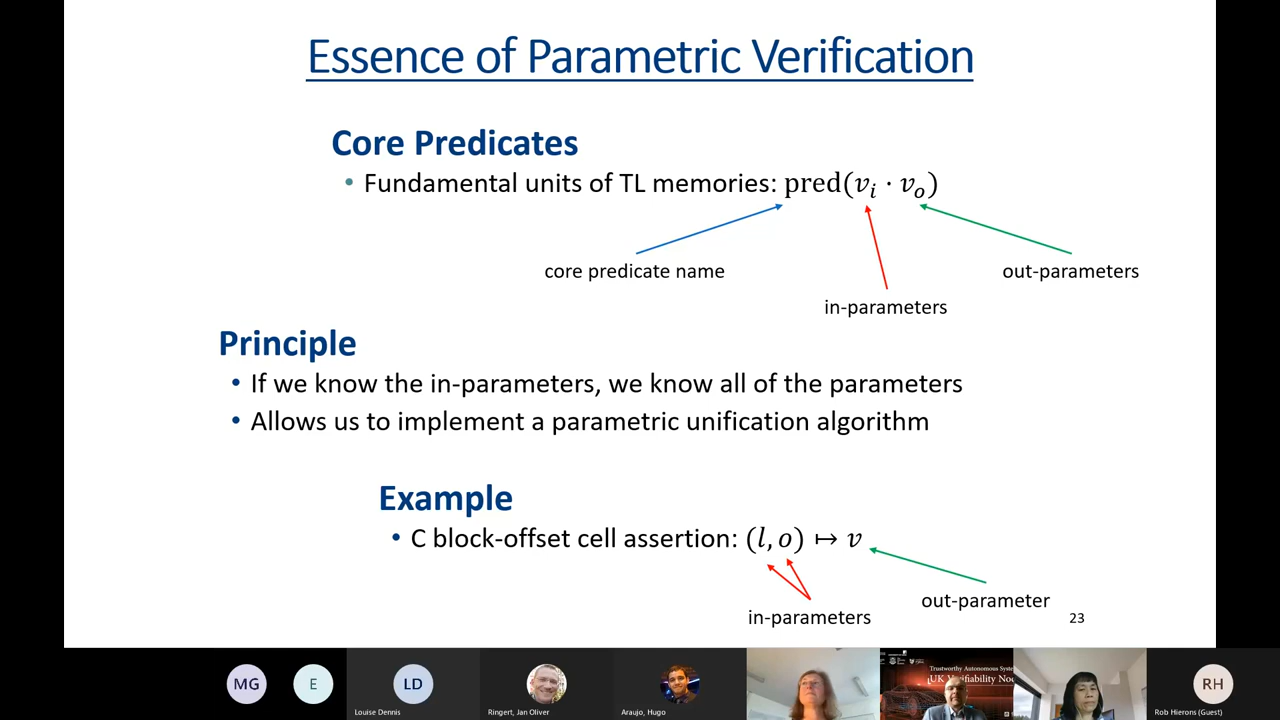 Essence of Parametric Verification
Core Predicates
• Fundamental units of TL memories: pred(vᵢ · vₒ)
core predicate name
out-parameters
in-parameters
Principle
• If we know the in-parameters, we know all of the parameters
• Allows us to implement a parametric unification algorithm
Example
• C block-offset cell assertion: (l, o) ↦ v
out-parameter
in-parameters
23
MG
E
LD
RH
Trustworthy Autonomous Syste
Louise Dennis
Ringert, Jan Oliver
Araujo, Hugo
Rob Hierons (Guest)